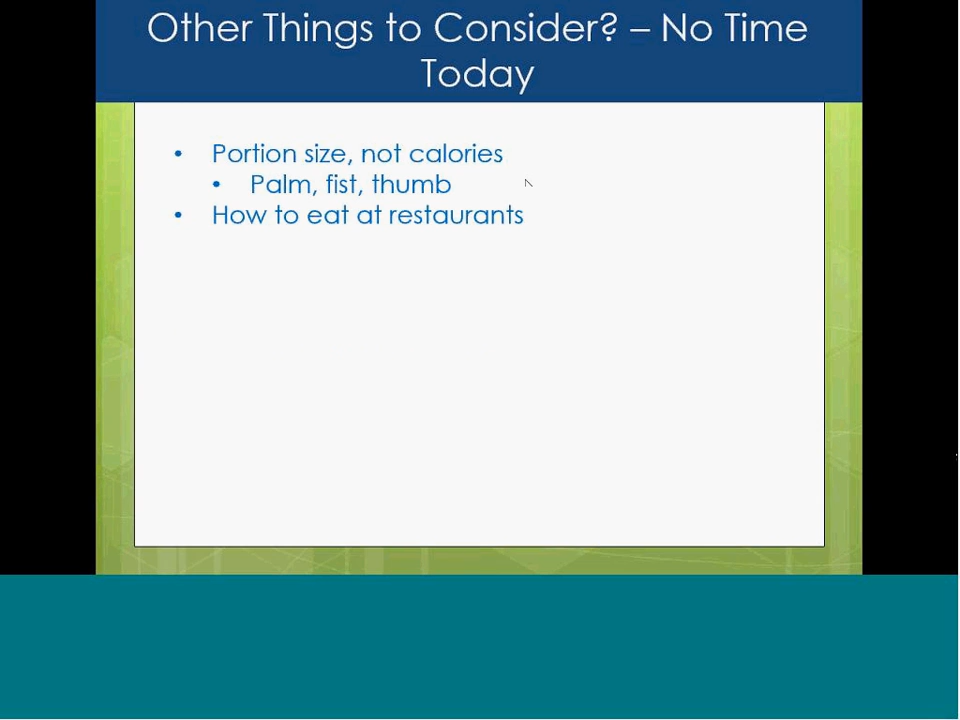 Other Things to Consider? – No Time
Today
• Portion size, not calories
• Palm, fist, thumb
• How to eat at restaurants